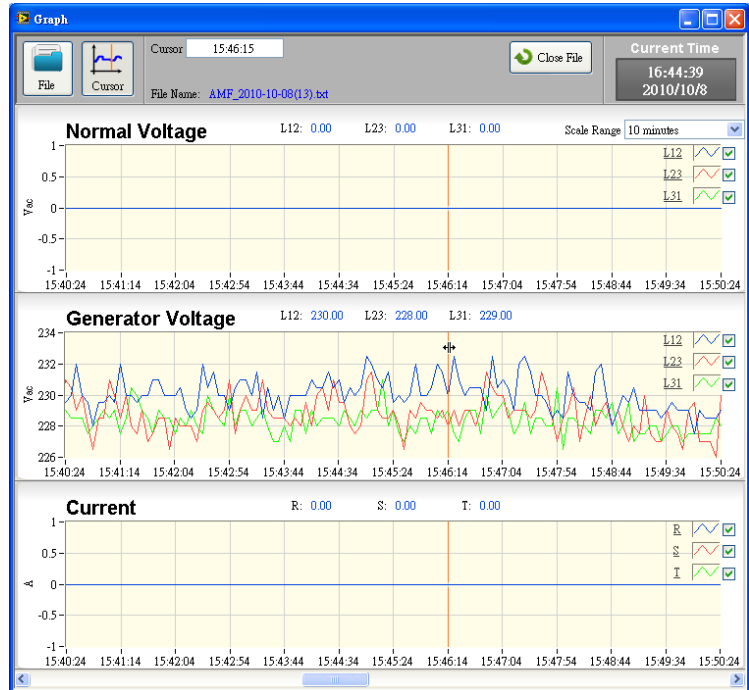 Graph
File
Cursor
Cursor 15:46:15
File Name: AMF_2010-10-08(13).txt
Close File
Current Time
16:44:39
2010/10/8
Normal Voltage L12: 0.00 L23: 0.00 L31: 0.00 Scale Range 10 minutes
L12
L23
L31
Vac
1
0.5
0
-0.5
-1
15:40:24 15:41:14 15:42:04 15:42:54 15:43:44 15:44:34 15:45:24 15:46:14 15:47:04 15:47:54 15:48:44 15:49:34 15:50:24
Generator Voltage L12: 230.00 L23: 228.00 L31: 229.00
L12
L23
L31
Vac
234
232
230
228
226
15:40:24 15:41:14 15:42:04 15:42:54 15:43:44 15:44:34 15:45:24 15:46:14 15:47:04 15:47:54 15:48:44 15:49:34 15:50:24
Current R: 0.00 S: 0.00 T: 0.00
R
S
T
A
1
0.5
0
-0.5
-1
15:40:24 15:41:14 15:42:04 15:42:54 15:43:44 15:44:34 15:45:24 15:46:14 15:47:04 15:47:54 15:48:44 15:49:34 15:50:24